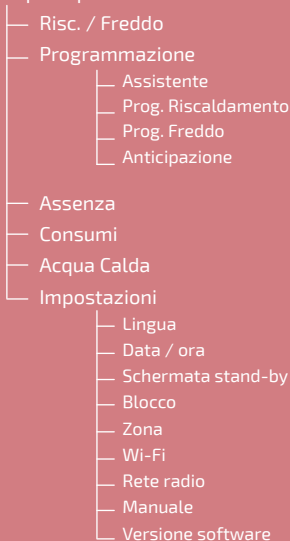 Risc. / Freddo
Programmazione
Assistente
Prog. Riscaldamento
Prog. Freddo
Anticipazione
Assenza
Consumi
Acqua Calda
Impostazioni
Lingua
Data / ora
Schermata stand-by
Blocco
Zona
Wi-Fi
Rete radio
Manuale
Versione software